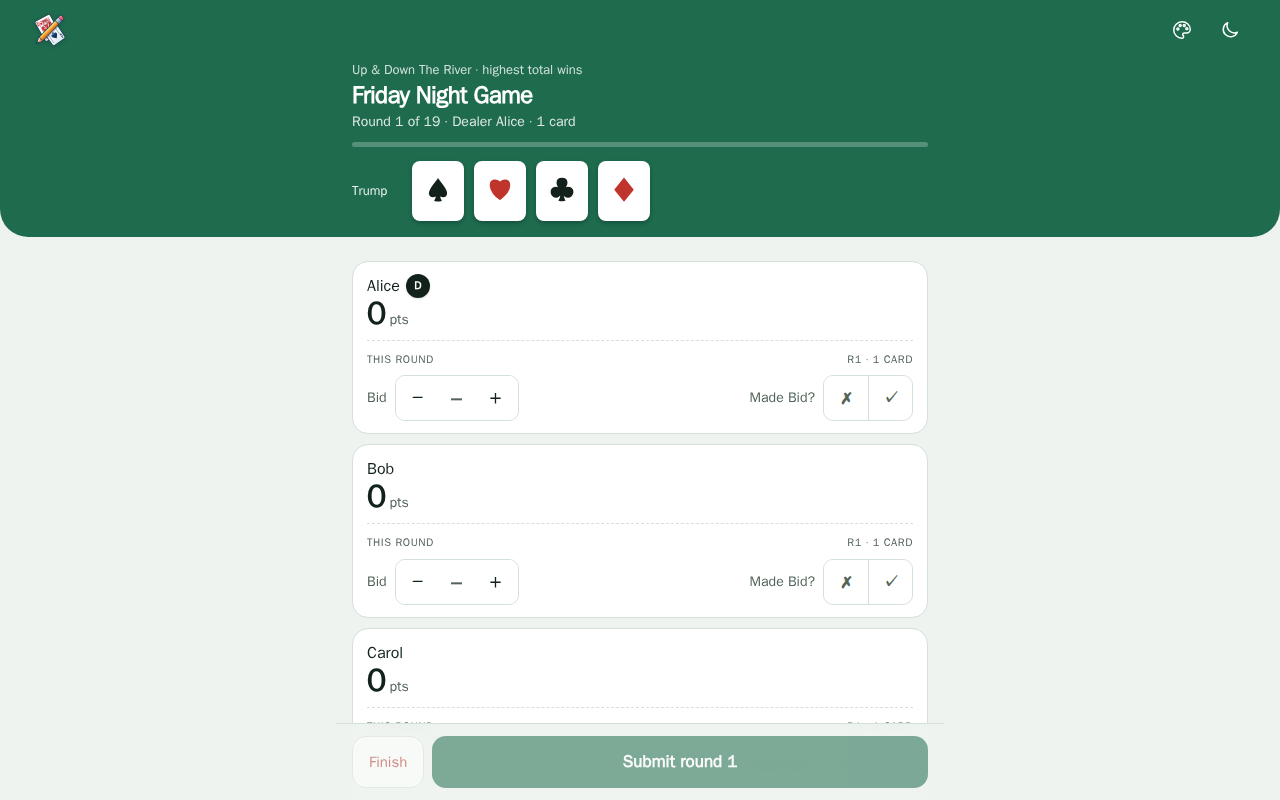 Up & Down The River · highest total wins
Friday Night Game
Round 1 of 19 · Dealer Alice · 1 card
Trump
Alice D
0 pts
THIS ROUND R1 · 1 CARD
Bid − – + Made Bid? ✗ ✓
Bob
0 pts
THIS ROUND R1 · 1 CARD
Bid − – + Made Bid? ✗ ✓
Carol
0 pts
Finish Submit round 1